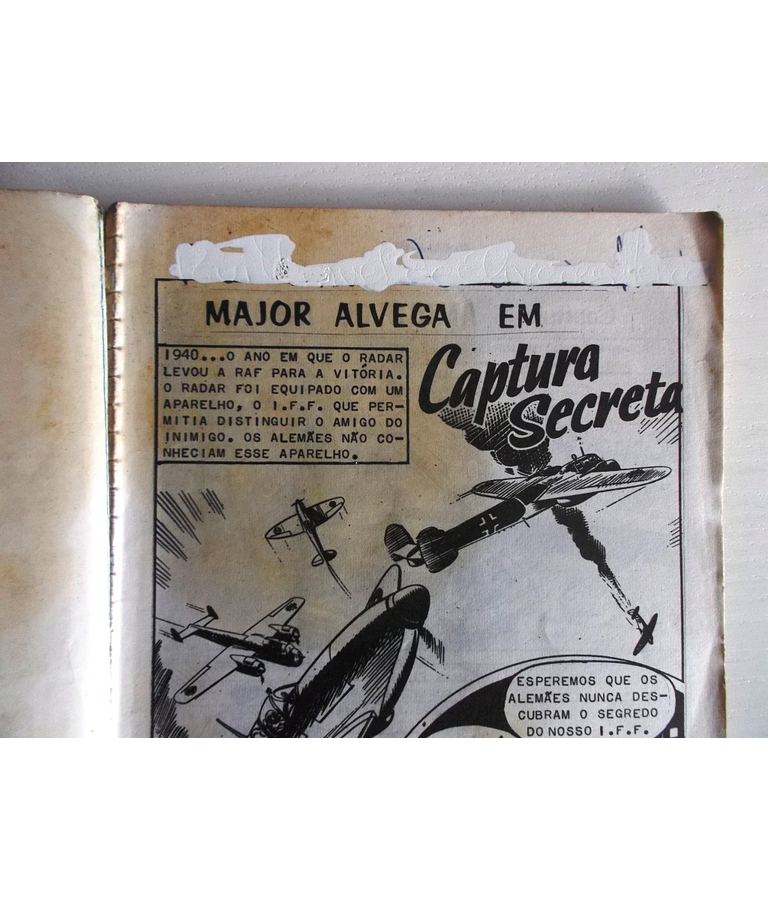 MAJOR ALVEGA EM
Captura
Secreta
1940...O ANO EM QUE O RADAR
LEVOU A RAF PARA A VITÓRIA.
O RADAR FOI EQUIPADO COM UM
APARELHO, O I.F.F. QUE PER-
MITIA DISTINGUIR O AMIGO DO
INIMIGO. OS ALEMÃES NÃO CO-
NHECIAM ESSE APARELHO.
ESPEREMOS QUE OS
ALEMÃES NUNCA DES-
CUBRAM O SEGREDO
DO NOSSO I.F.F.